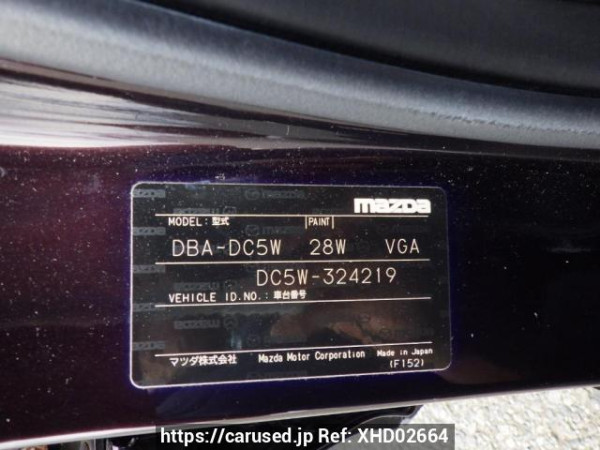 mazda
MODEL: 型式 PAINT
DBA-DC5W 28W VGA
DC5W-324219
VEHICLE ID.NO.: 車台番号
マツダ株式会社 Mazda Motor Corporation Made in Japan
(F152)
https://carused.jp Ref: XHD02664